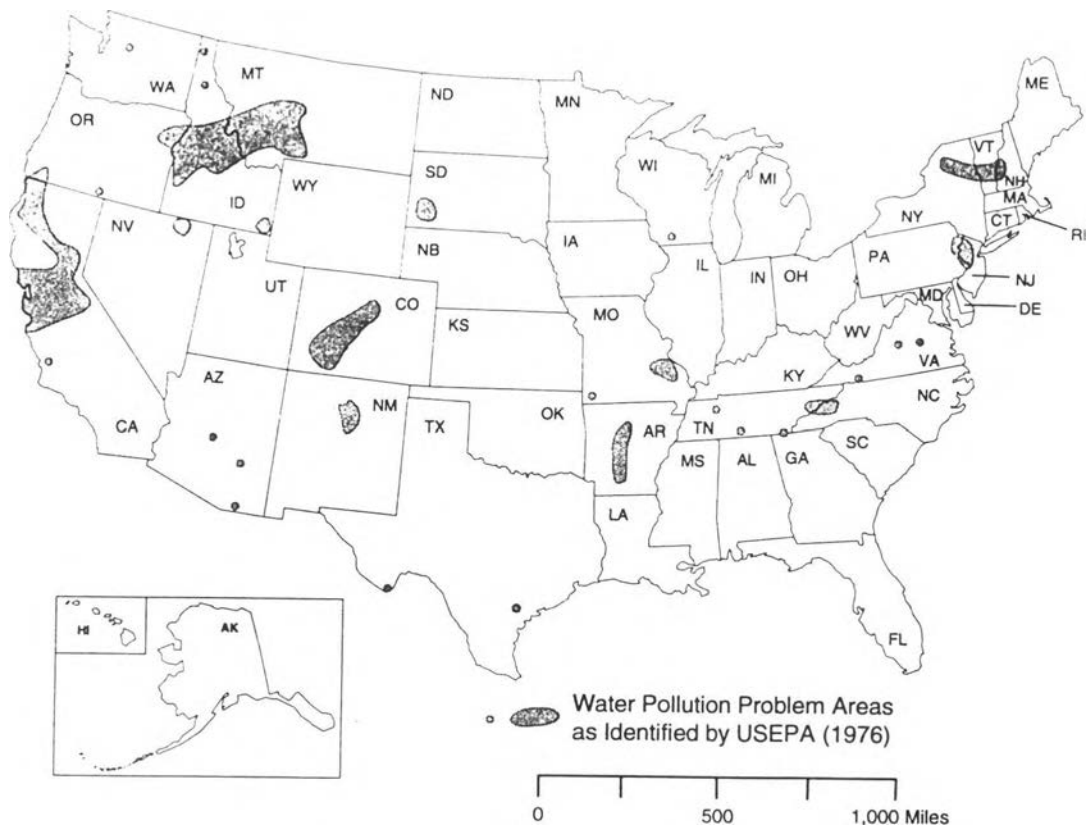 ME
WA
MT
ND
MN
OR
VT
WI
MI
NH
SD
ID
WY
MA
NY
CT
RI
NV
NB
IA
PA
IL
IN
OH
NJ
UT
CO
MO
MD
DE
KS
WV
VA
KY
AZ
NC
NM
OK
CA
TX
AR
TN
SC
MS
AL
GA
LA
FL
HI
AK
Water Pollution Problem Areas
as Identified by USEPA (1976)
0 500 1,000 Miles